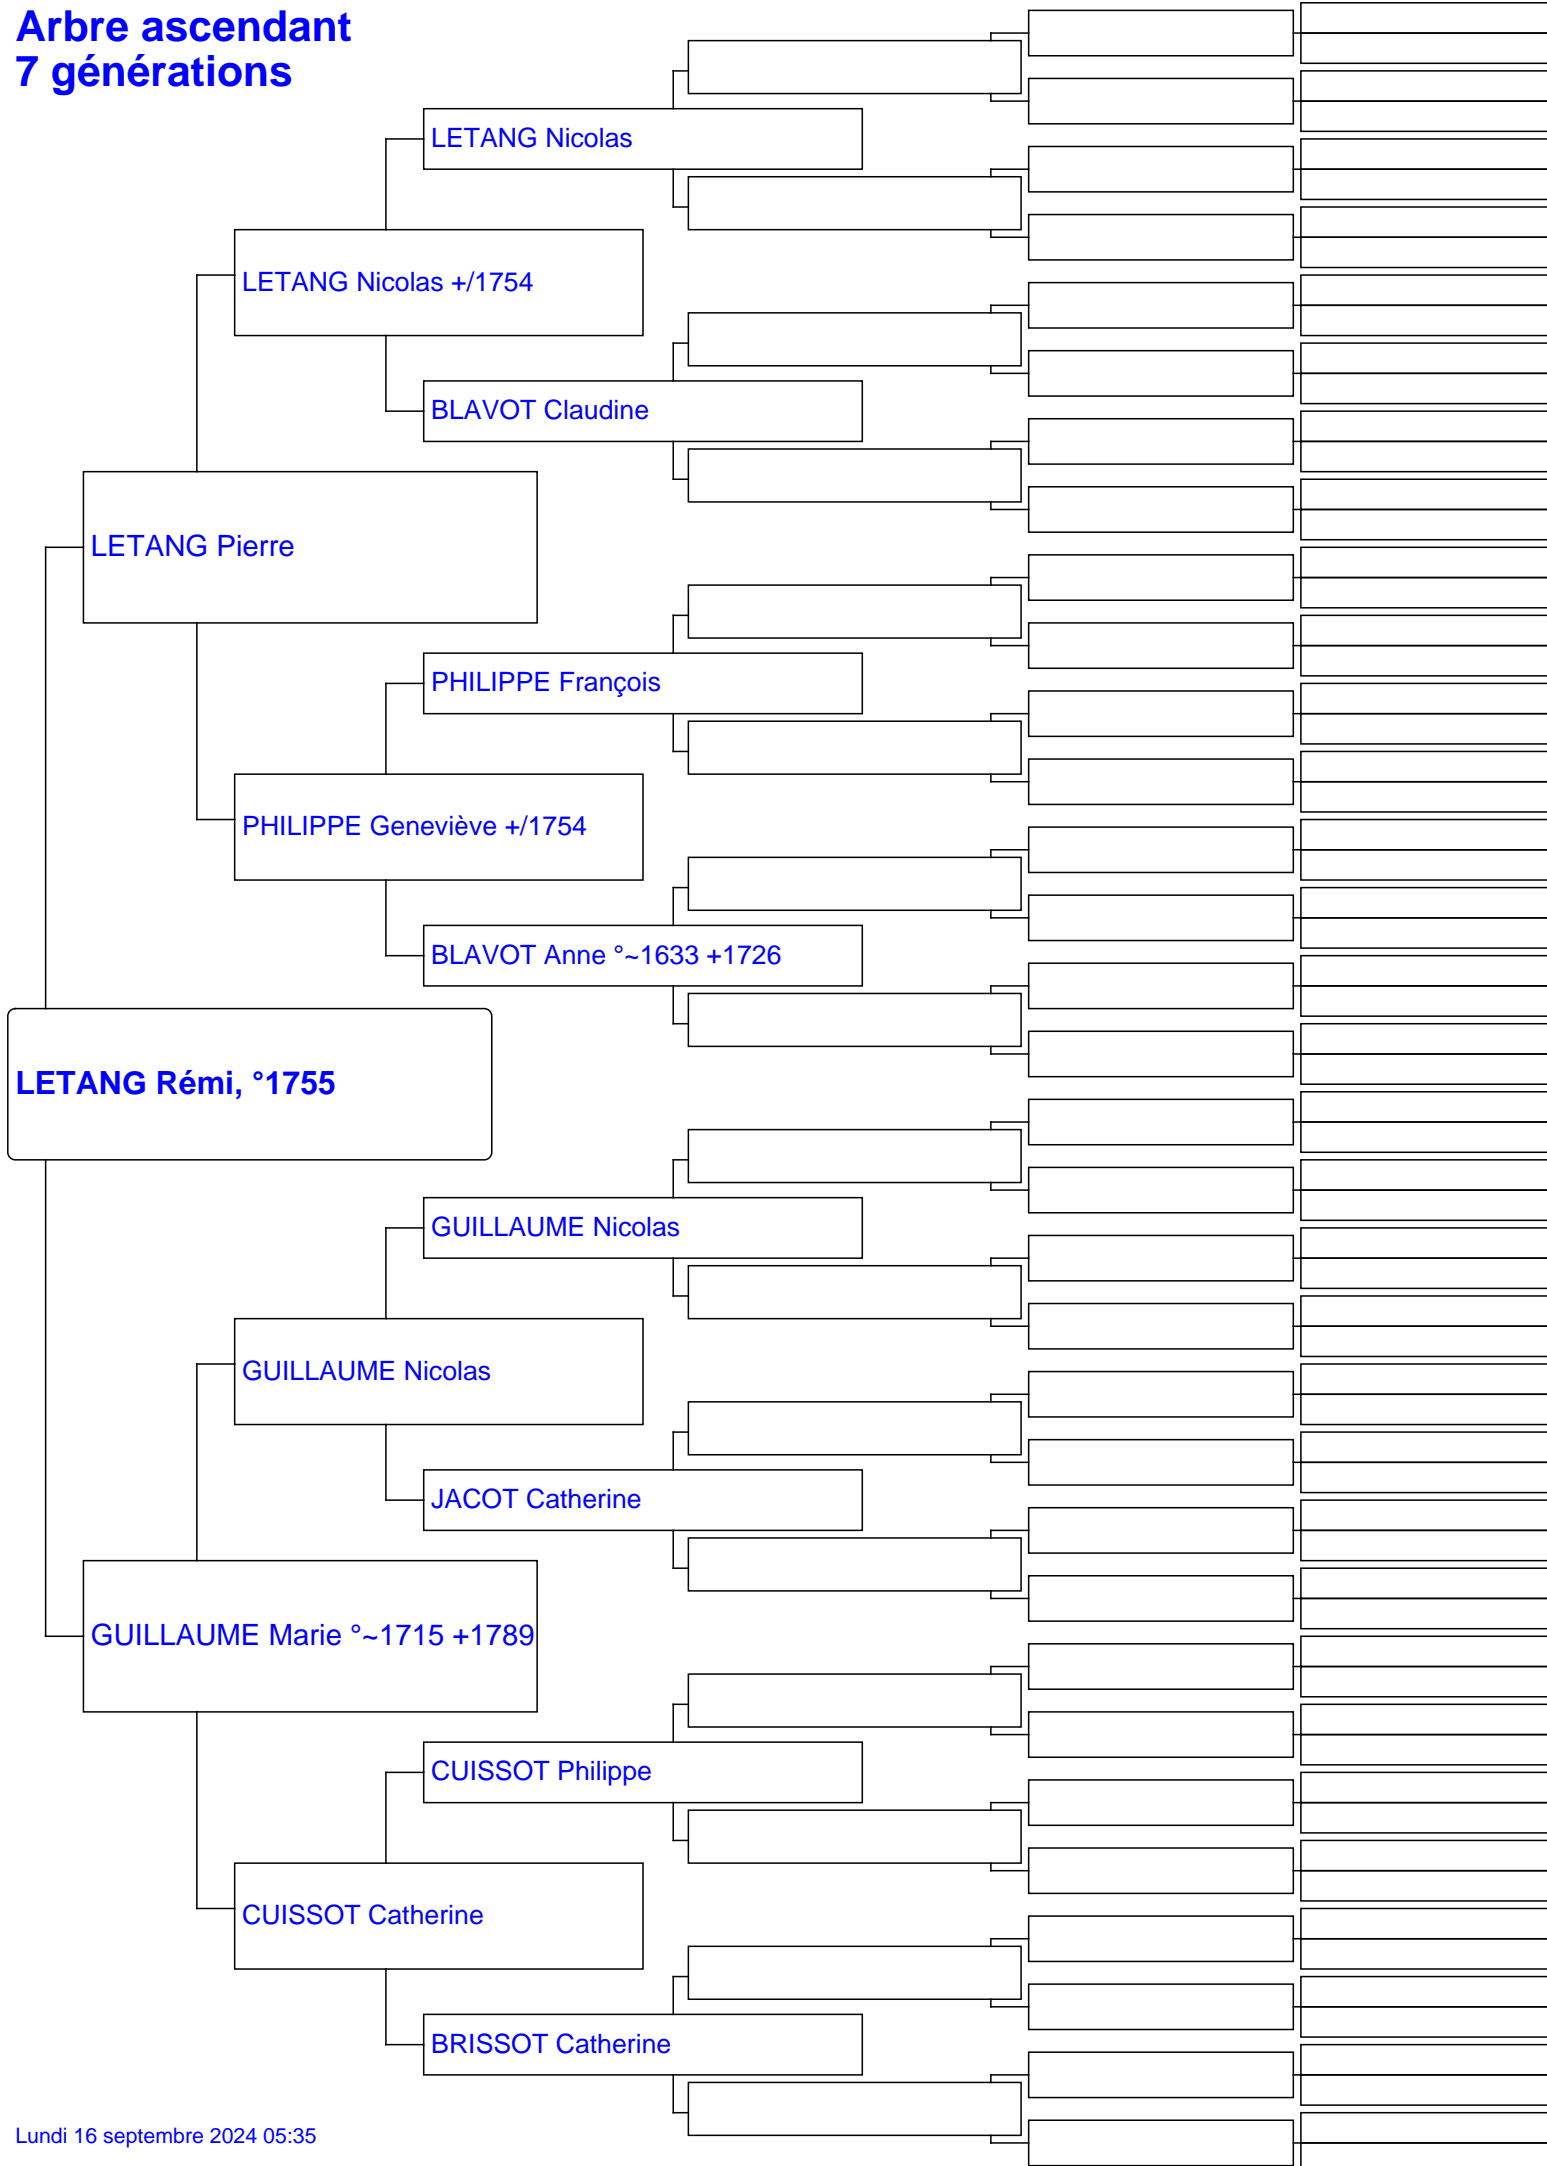 Arbre ascendant
7 générations
LETANG Nicolas
LETANG Nicolas +/1754
BLAVOT Claudine
LETANG Pierre
PHILIPPE François
PHILIPPE Geneviève +/1754
BLAVOT Anne °~1633 +1726
LETANG Rémi, °1755
GUILLAUME Nicolas
GUILLAUME Nicolas
JACOT Catherine
GUILLAUME Marie °~1715 +1789
CUISSOT Philippe
CUISSOT Catherine
BRISSOT Catherine
Lundi 16 septembre 2024 05:35